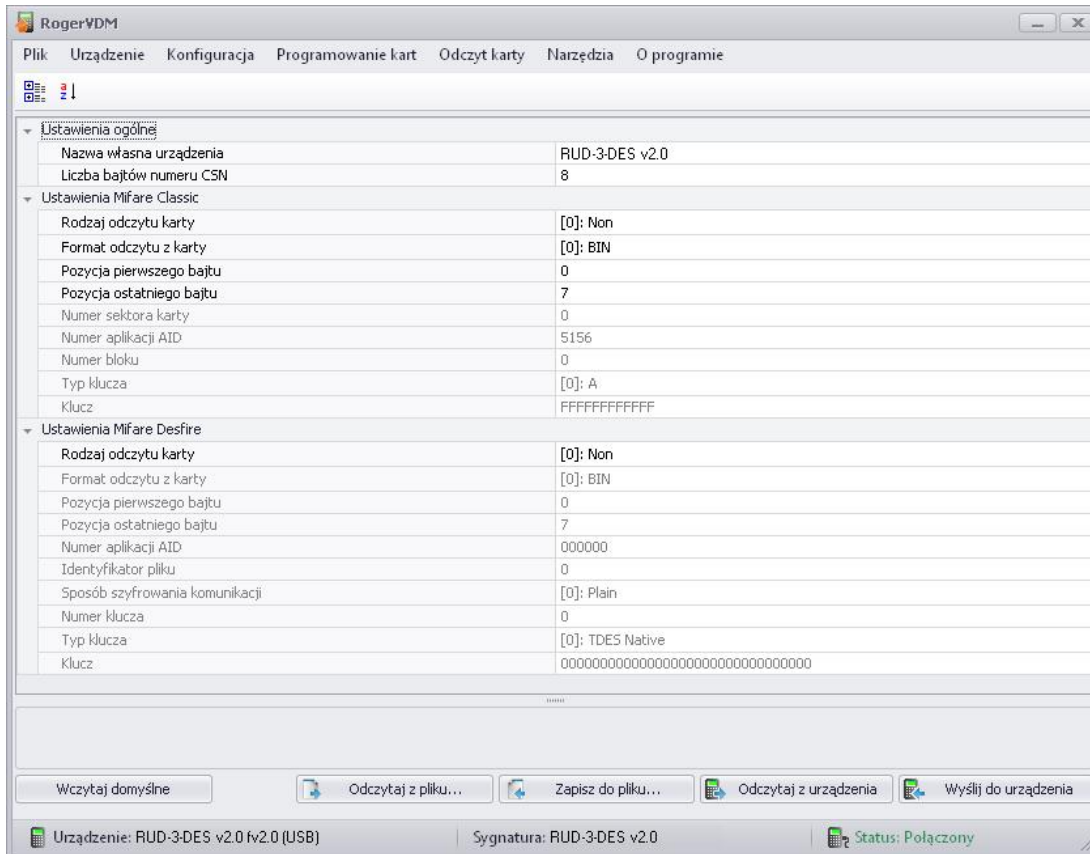 RogerVDM
Plik Urządzenie Konfiguracja Programowanie kart Odczyt karty Narzędzia O programie
Ustawienia ogólne
Nazwa własna urządzenia RUD-3-DES v2.0
Liczba bajtów numeru CSN 8
Ustawienia Mifare Classic
Rodzaj odczytu karty [0]: Non
Format odczytu z karty [0]: BIN
Pozycja pierwszego bajtu 0
Pozycja ostatniego bajtu 7
Numer sektora karty 0
Numer aplikacji AID 5156
Numer bloku 0
Typ klucza [0]: A
Klucz FFFFFFFFFFFF
Ustawienia Mifare Desfire
Rodzaj odczytu karty [0]: Non
Format odczytu z karty [0]: BIN
Pozycja pierwszego bajtu 0
Pozycja ostatniego bajtu 7
Numer aplikacji AID 000000
Identyfikator pliku 0
Sposób szyfrowania komunikacji [0]: Plain
Numer klucza 0
Typ klucza [0]: TDES Native
Klucz 00000000000000000000000000000000
Wczytaj domyślne Odczytaj z pliku... Zapisz do pliku... Odczytaj z urządzenia Wyślij do urządzenia
Urządzenie: RUD-3-DES v2.0 fv2.0 (USB) Sygnatura: RUD-3-DES v2.0 Status: Połączony